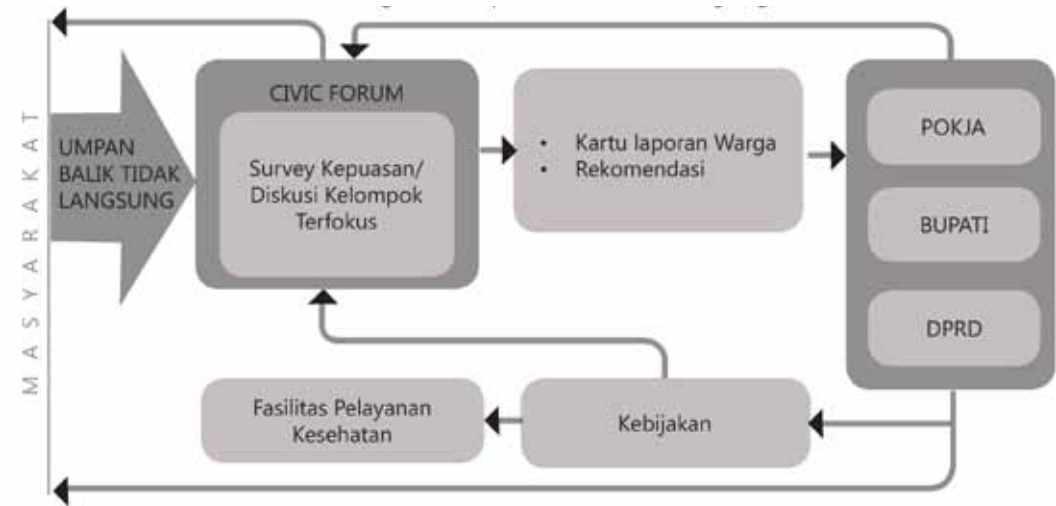 MASYARAKAT
UMPAN
BALIK TIDAK
LANGSUNG
CIVIC FORUM
Survey Kepuasan/
Diskusi Kelompok
Terfokus
• Kartu laporan Warga
• Rekomendasi
POKJA
BUPATI
DPRD
Fasilitas Pelayanan
Kesehatan
Kebijakan